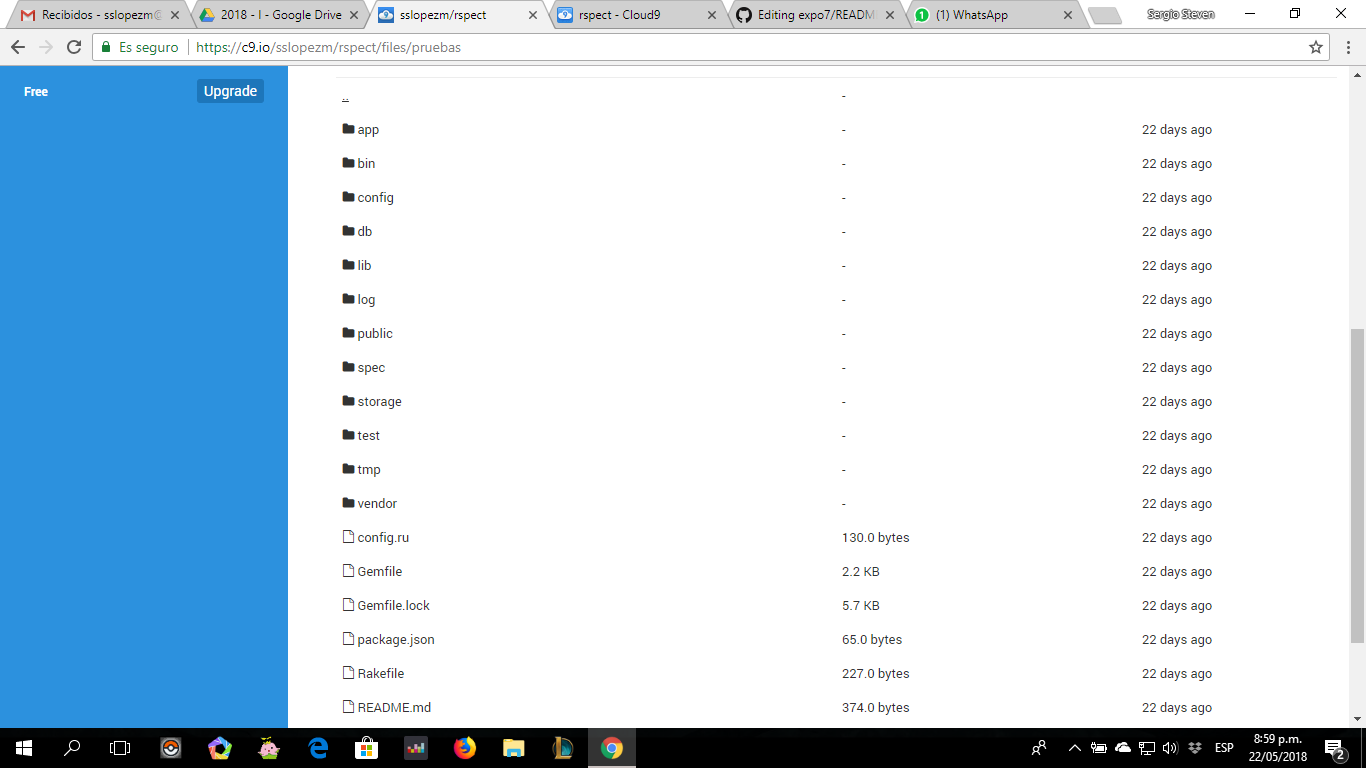 Recibidos - sslopezm@
2018 - I - Google Drive
sslopezm/rspect
rspect - Cloud9
Editing expo7/README
(1) WhatsApp
Sergio Steven
Es seguro https://c9.io/sslopezm/rspect/files/pruebas
Free Upgrade
.. -
app - 22 days ago
bin - 22 days ago
config - 22 days ago
db - 22 days ago
lib - 22 days ago
log - 22 days ago
public - 22 days ago
spec - 22 days ago
storage - 22 days ago
test - 22 days ago
tmp - 22 days ago
vendor - 22 days ago
config.ru 130.0 bytes 22 days ago
Gemfile 2.2 KB 22 days ago
Gemfile.lock 5.7 KB 22 days ago
package.json 65.0 bytes 22 days ago
Rakefile 227.0 bytes 22 days ago
README.md 374.0 bytes 22 days ago
ESP
8:59 p.m.
22/05/2018
2